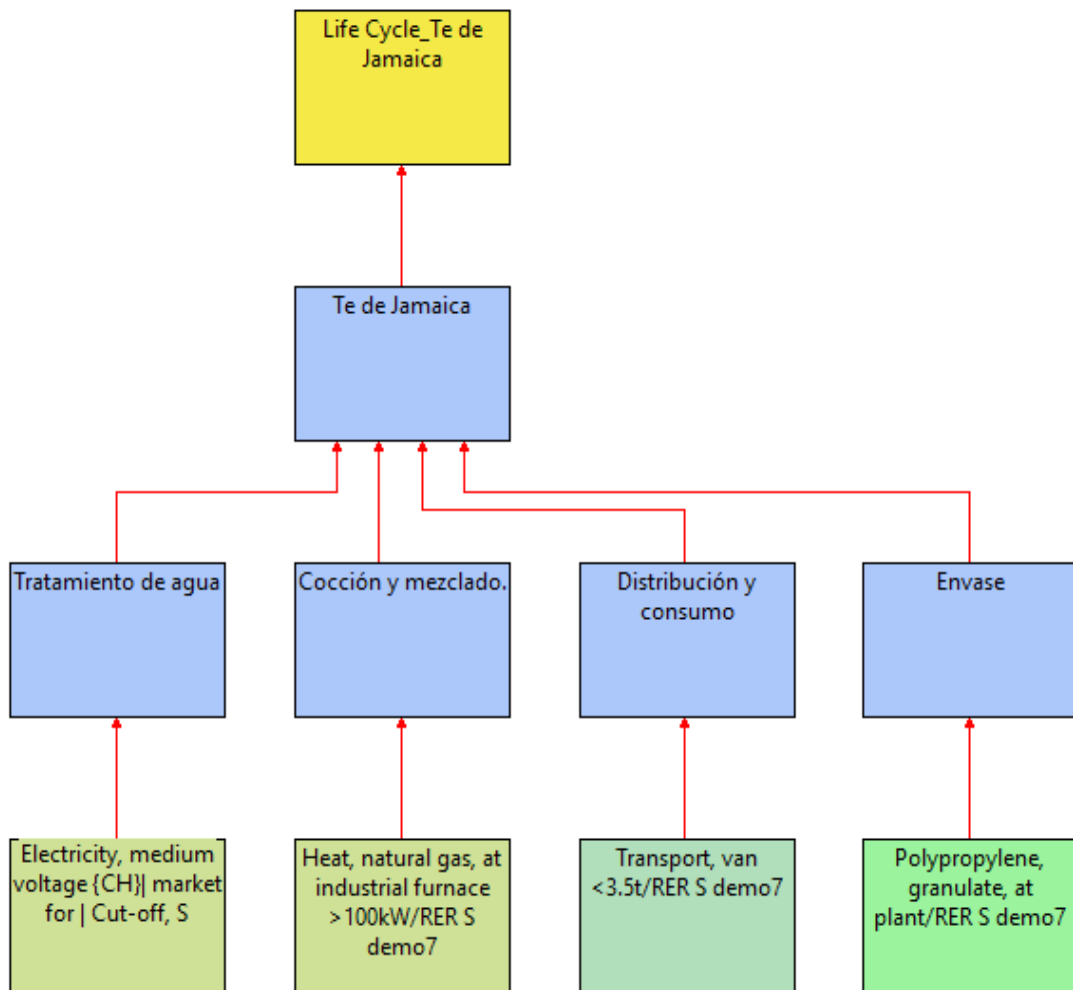 Life Cycle_Te de
Jamaica
Te de Jamaica
Tratamiento de agua
Cocción y mezclado.
Distribución y
consumo
Envase
Electricity, medium
voltage {CH}| market
for | Cut-off, S
Heat, natural gas, at
industrial furnace
>100kW/RER S
demo7
Transport, van
<3.5t/RER S demo7
Polypropylene,
granulate, at
plant/RER S demo7